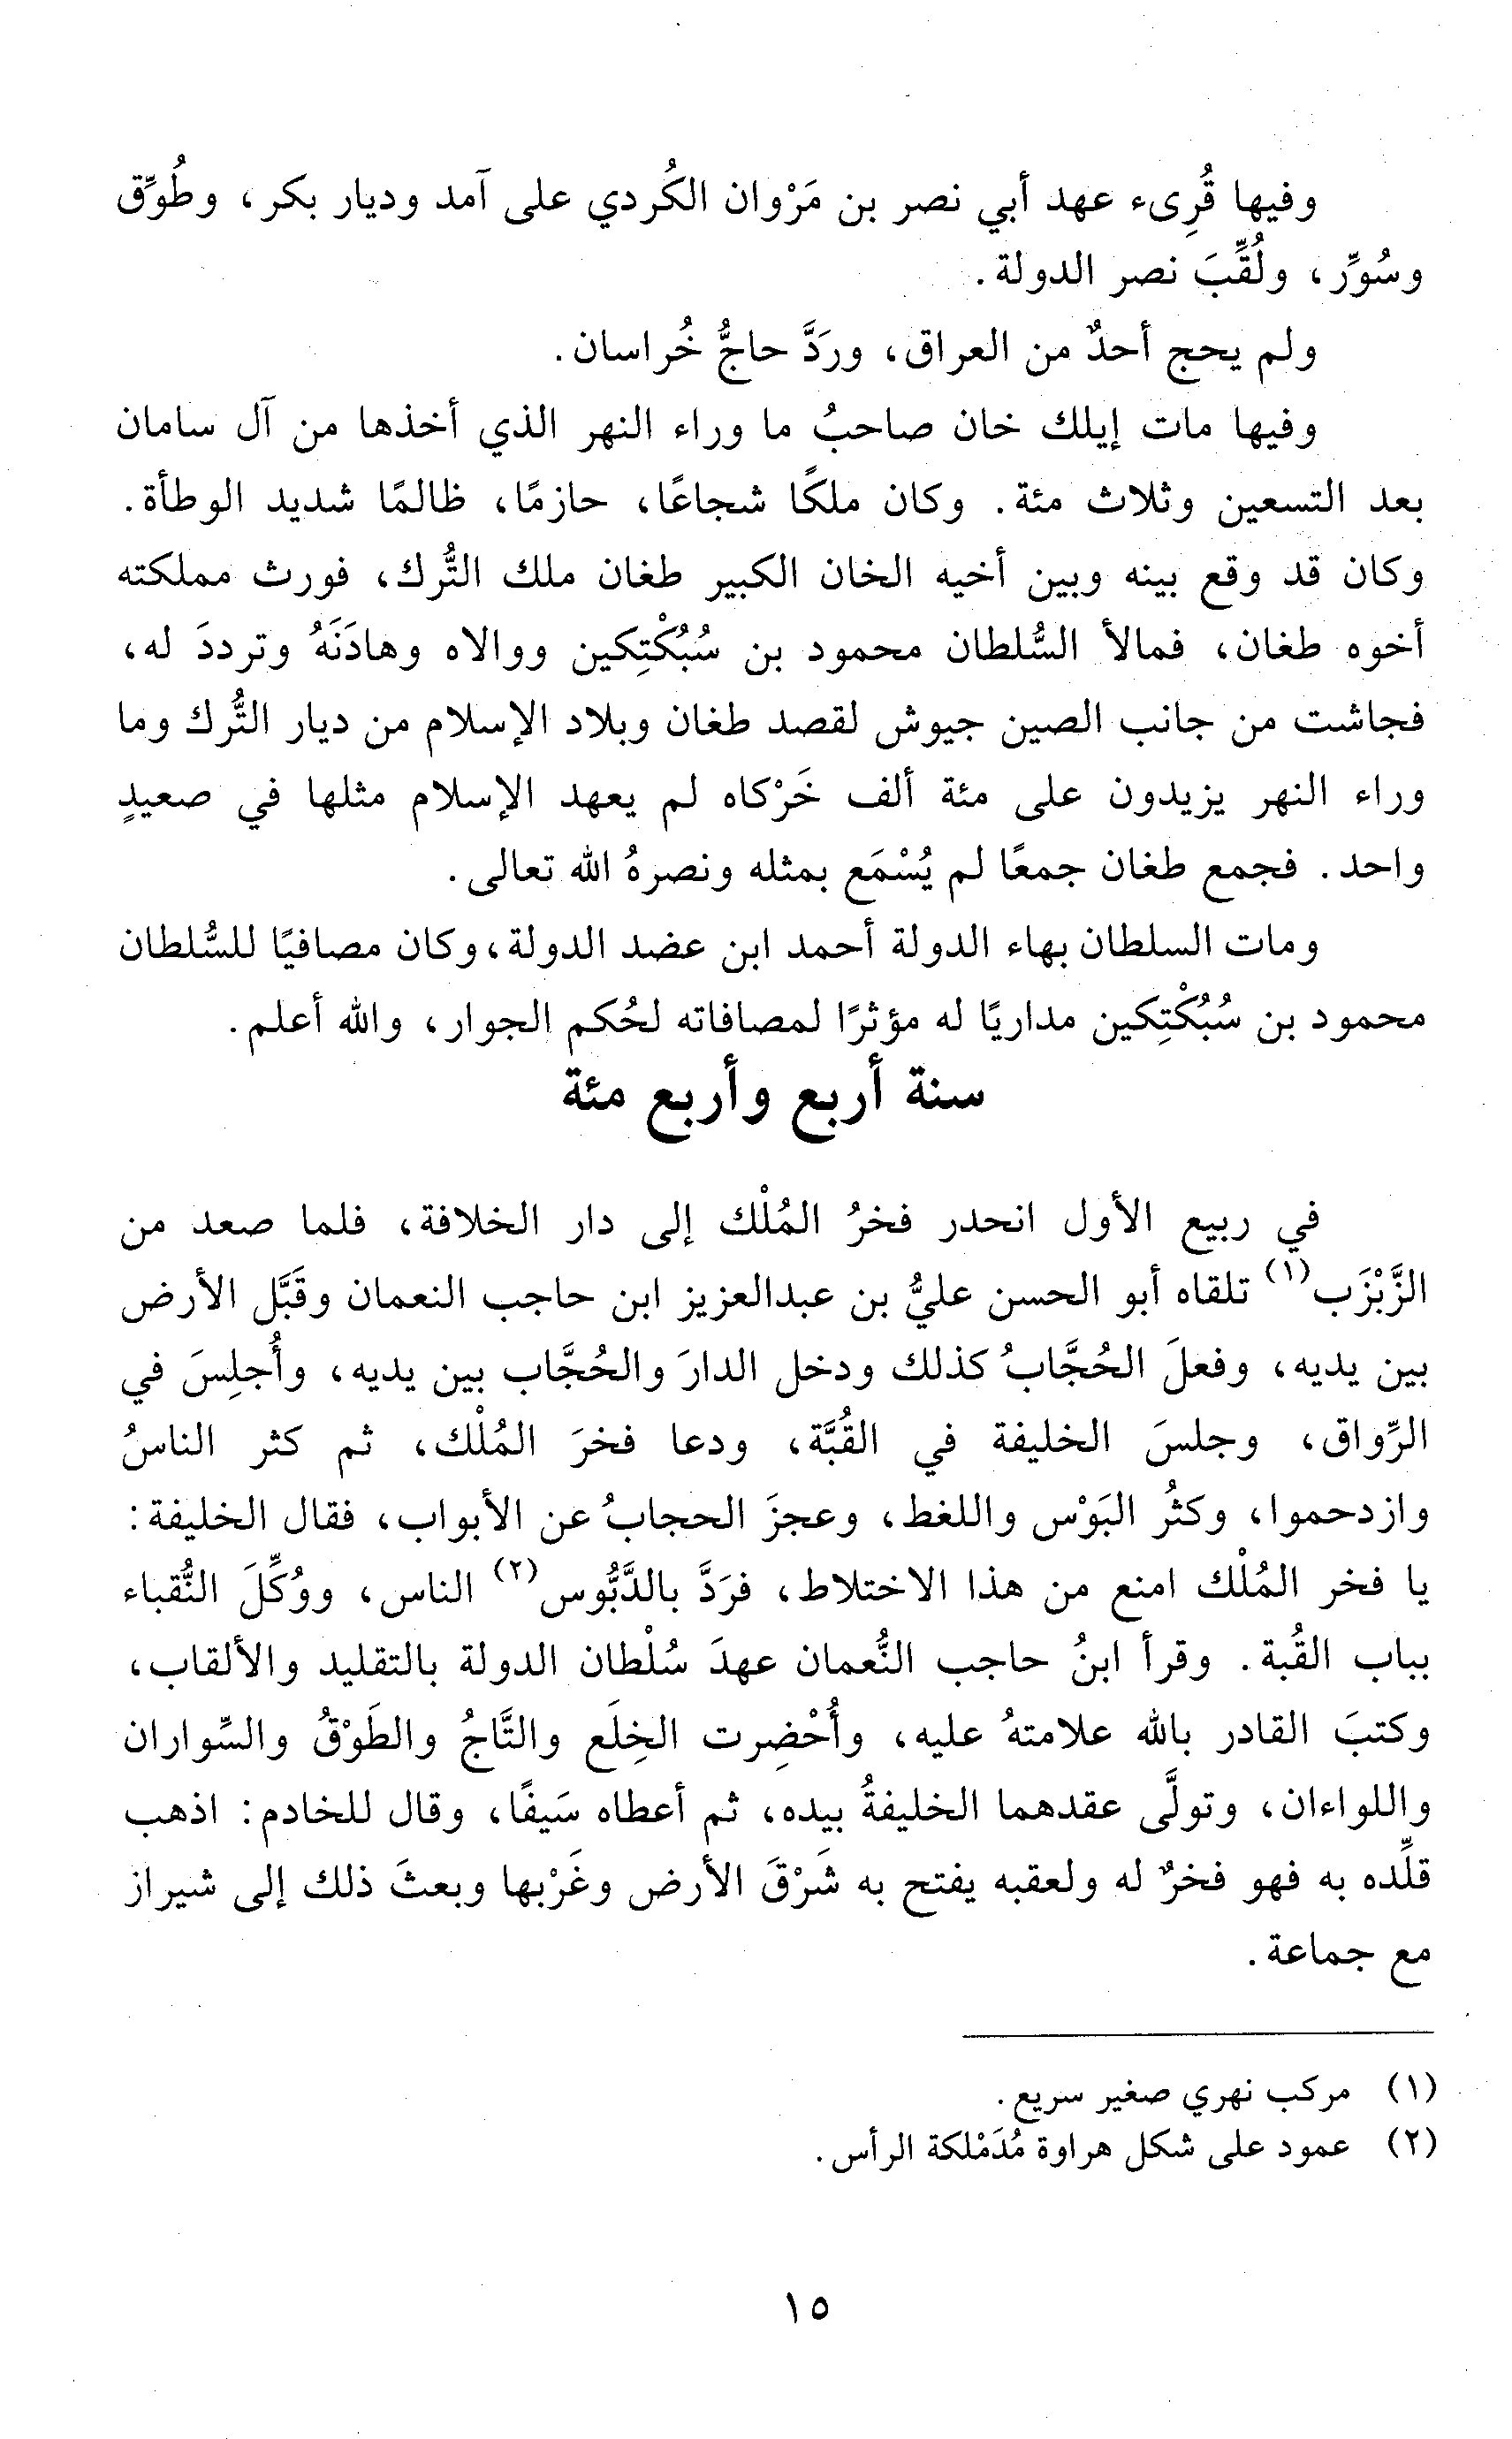 وفيها قُرِىء عهد أبي نصر بن مَرْوان الكُردي على آمد وديار بكر، وطُوِّق
وسُوِّر، ولُقِّبَ نصر الدولة.
ولم يحج أحدٌ من العراق، ورَدَّ حاجُّ خُراسان.
وفيها مات إيلك خان صاحبُ ما وراء النهر الذي أخذها من آل سامان
بعد التسعين وثلاث مئة. وكان ملكًا شجاعًا، حازمًا، ظالمًا شديد الوطأة.
وكان قد وقع بينه وبين أخيه الخان الكبير طغان ملك التُّرك، فورث مملكته
أخوه طغان، فمالأ السُّلطان محمود بن سُبُكْتِكين ووالاه وهادَنَهُ وترددَ له،
فجاشت من جانب الصين جيوش لقصد طغان وبلاد الإسلام من ديار التُّرك وما
وراء النهر يزيدون على مئة ألف خَرْكاه لم يعهد الإسلام مثلها في صعيدٍ
واحد. فجمع طغان جمعًا لم يُسْمَع بمثله ونصرهُ الله تعالى.
ومات السلطان بهاء الدولة أحمد ابن عضد الدولة، وكان مصافيًا للسُّلطان
محمود بن سُبُكْتِكين مداريًا له مؤثرًا لمصافاته لحُكم الجوار، والله أعلم.
سنة أربع وأربع مئة
في ربيع الأول انحدر فخرُ المُلْك إلى دار الخلافة، فلما صعد من
الزَّبْزَب(١) تلقاه أبو الحسن عليُّ بن عبدالعزيز ابن حاجب النعمان وقَبَّل الأرض
بين يديه، وفعلَ الحُجَّابُ كذلك ودخل الدارَ والحُجَّاب بين يديه، وأُجلِسَ في
الرِّواق، وجلسَ الخليفة في القُبَّة، ودعا فخرَ المُلْك، ثم كثر الناسُ
وازدحموا، وكثُر البَوْس واللغط، وعجزَ الحجابُ عن الأبواب، فقال الخليفة:
يا فخر المُلْك امنع من هذا الاختلاط، فرَدَّ بالدَّبُّوس(٢) الناس، ووُكِّلَ النُّقباء
بباب القُبة. وقرأ ابنُ حاجب النُّعمان عهدَ سُلْطان الدولة بالتقليد والألقاب،
وكتبَ القادر بالله علامتهُ عليه، وأُحْضِرت الخِلَع والتَّاجُ والطَوْقُ والسِّواران
واللواءان، وتولَّى عقدهما الخليفةُ بيده، ثم أعطاه سَيفًا، وقال للخادم: اذهب
قلِّده به فهو فخرٌ له ولعقبه يفتح به شَرْقَ الأرض وغَرْبها وبعثَ ذلك إلى شيراز
مع جماعة.
(١) مركب نهري صغير سريع.
(٢) عمود على شكل هراوة مُدَمْلكة الرأس.
١٥